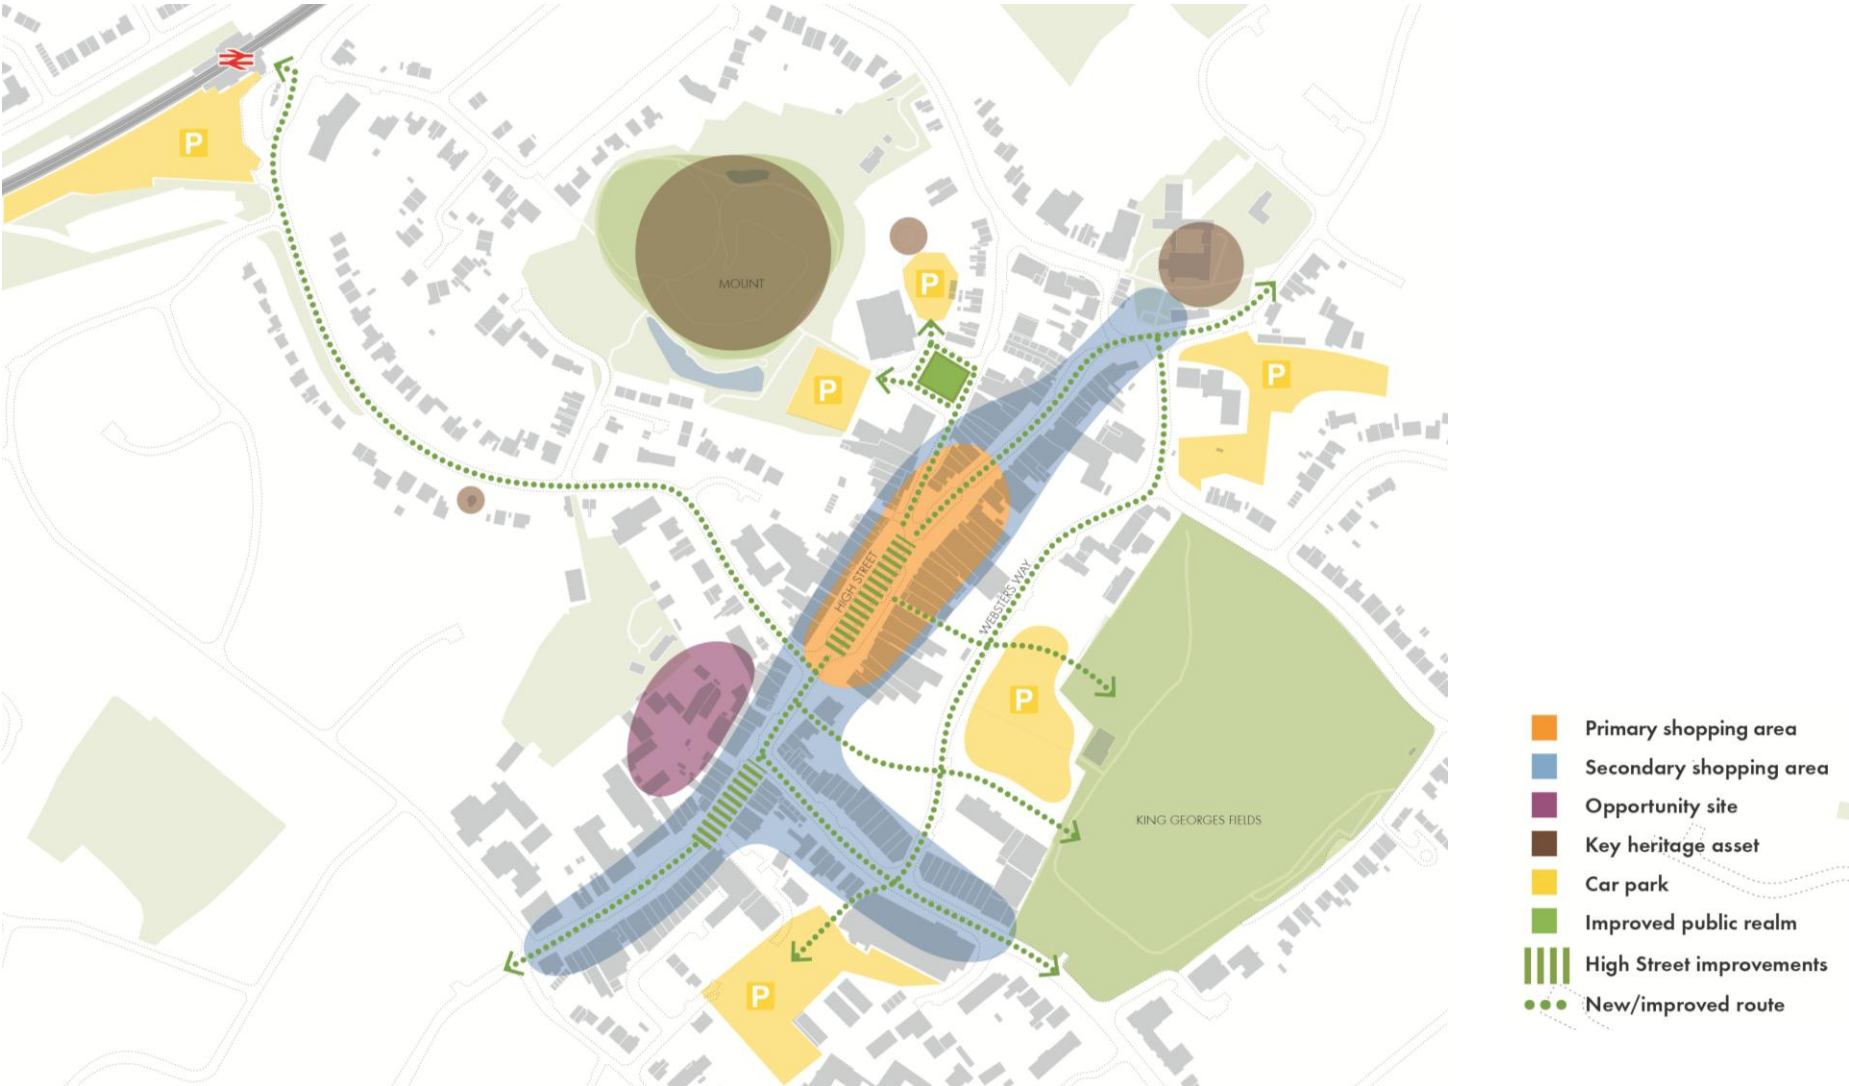 P
MOUNT
P
P
P
HIGH STREET
WEBSTERS WAY
P
KING GEORGES FIELDS
P
Primary shopping area
Secondary shopping area
Opportunity site
Key heritage asset
Car park
Improved public realm
High Street improvements
New/improved route